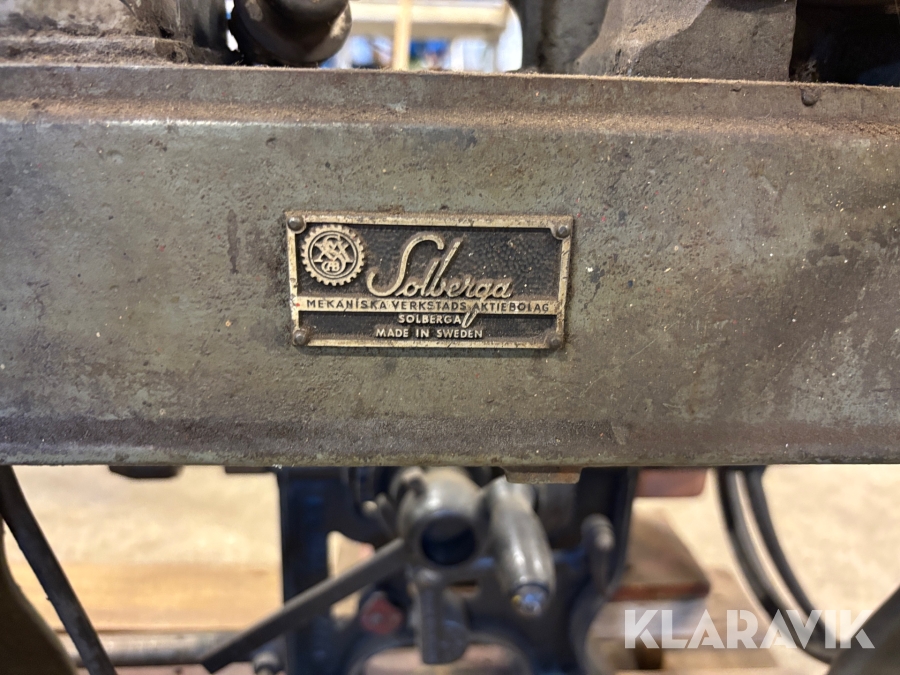 Solberga
MEKANISKA VERKSTADS AKTIEBOLAG
SOLBERGA
MADE IN SWEDEN
KLARAVIK